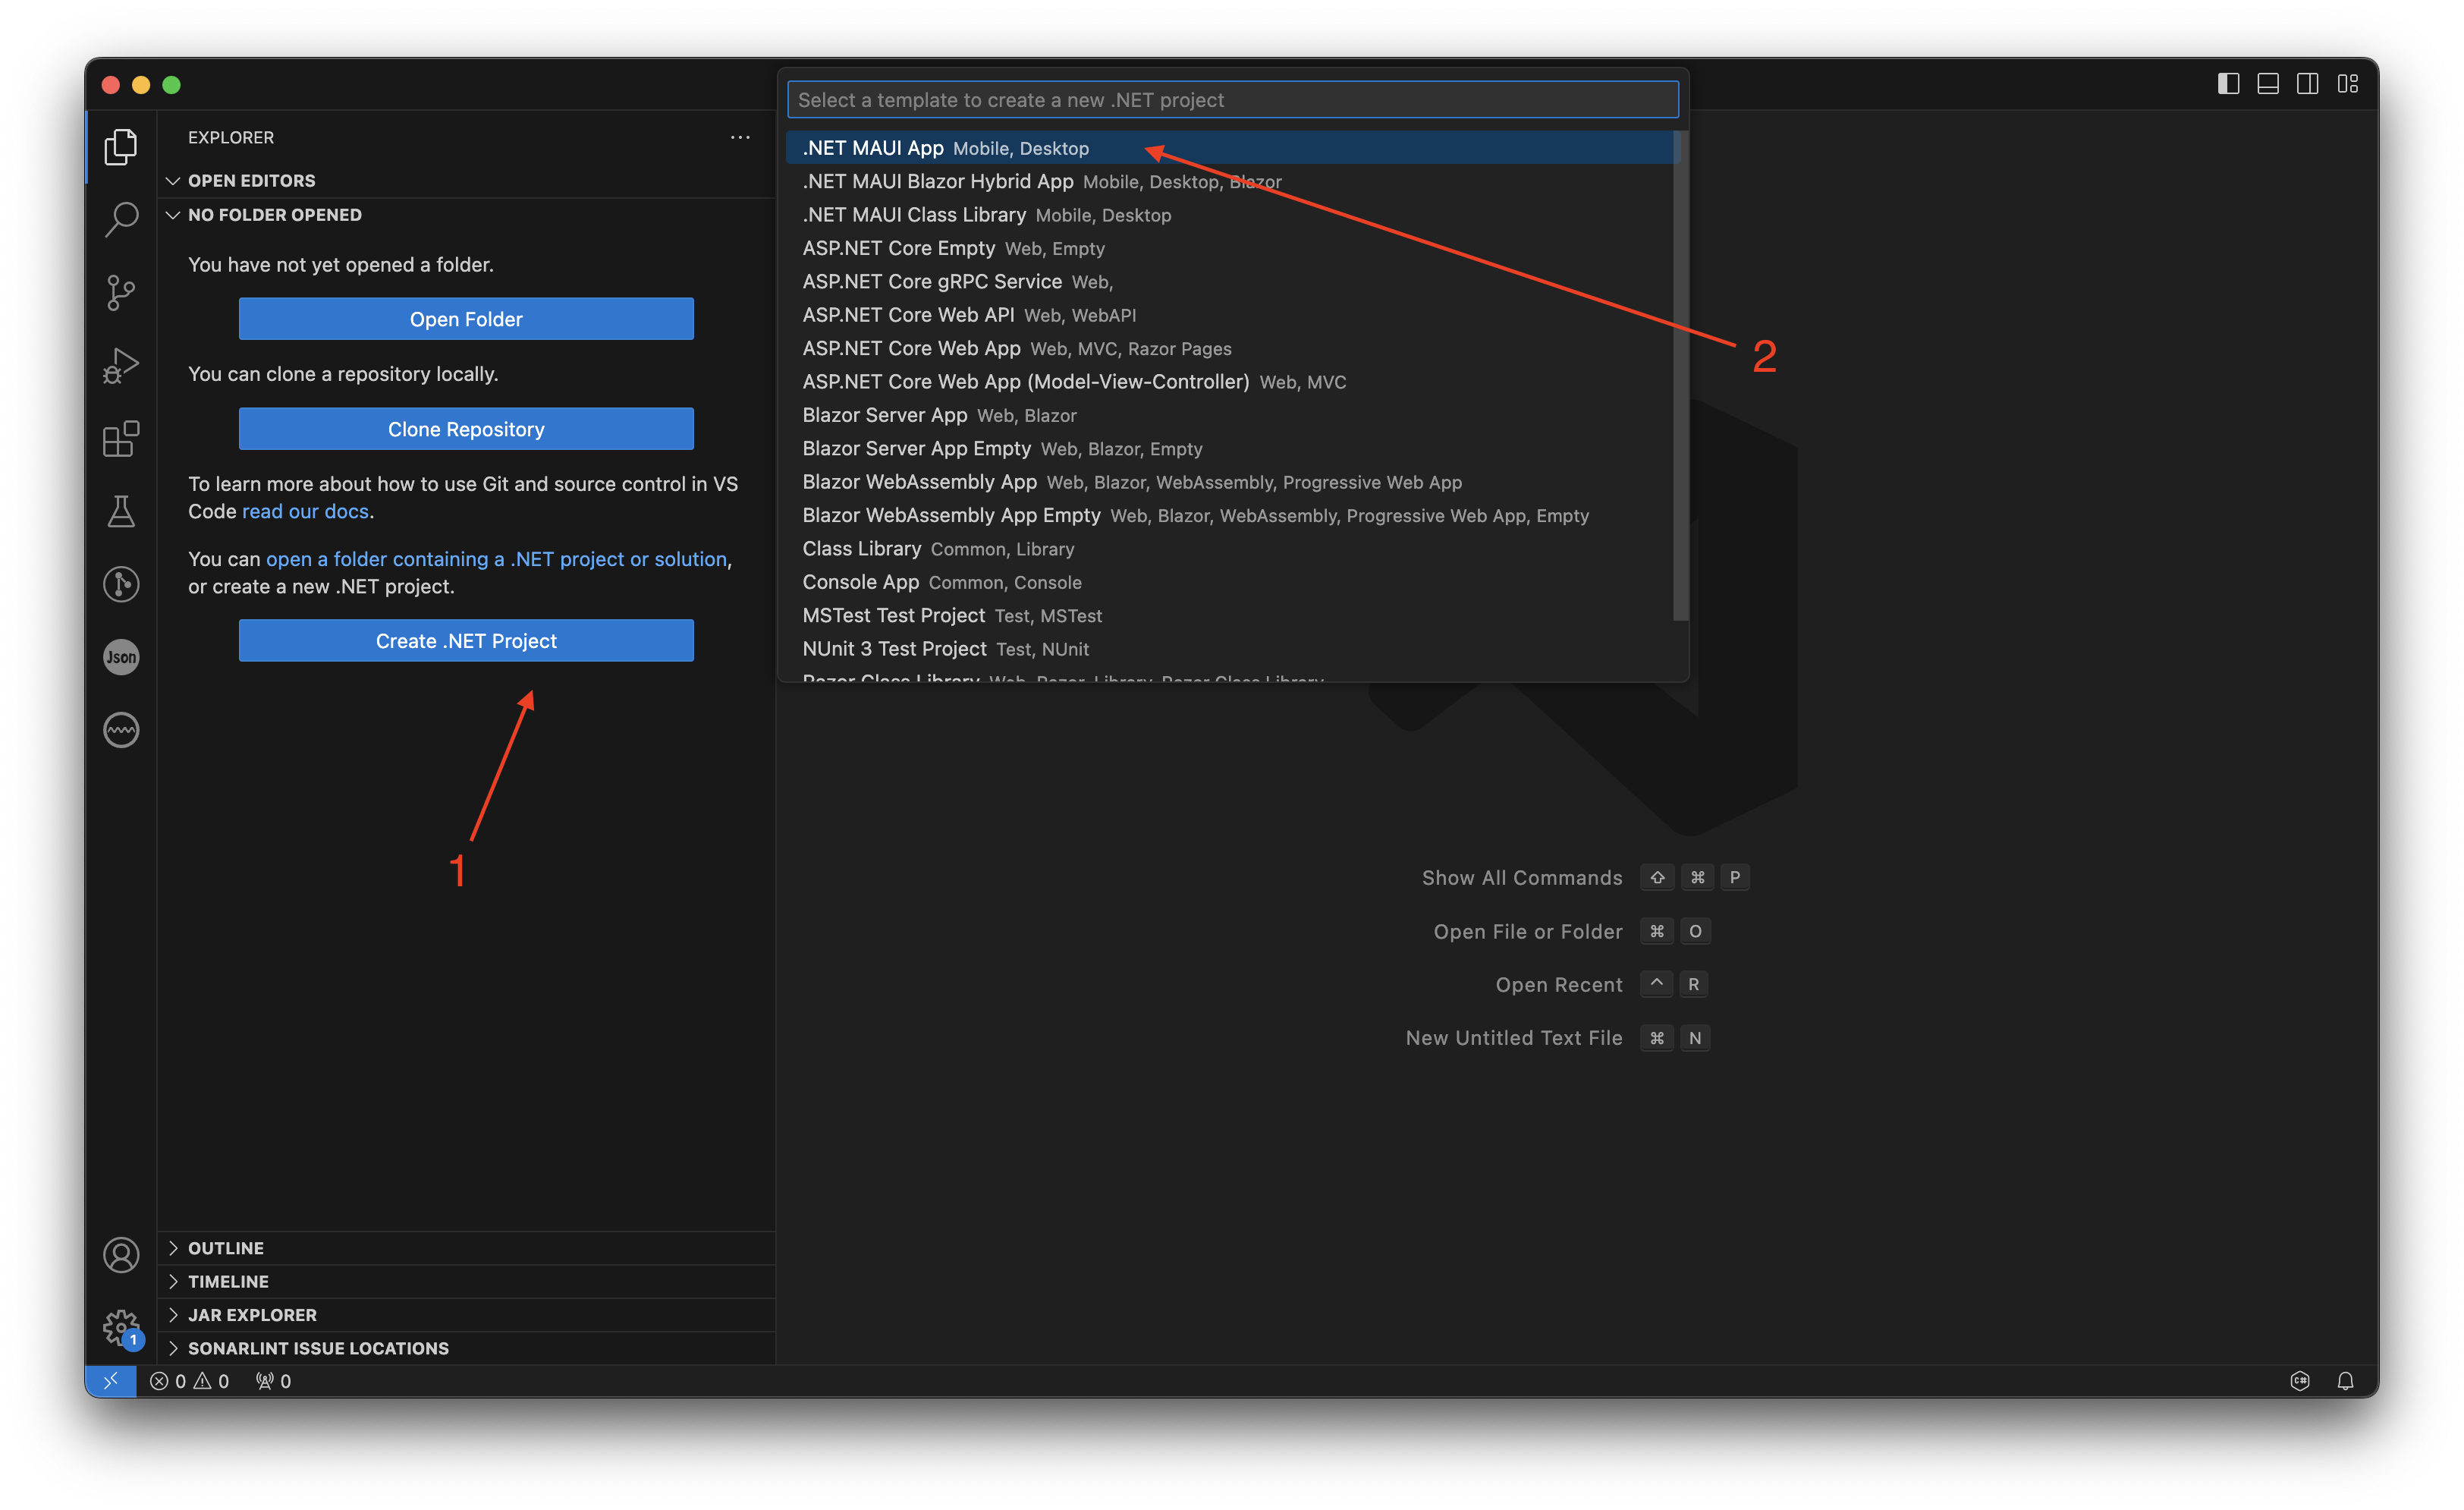 Select a template to create a new .NET project
EXPLORER
OPEN EDITORS
NO FOLDER OPENED
You have not yet opened a folder.
Open Folder
You can clone a repository locally.
Clone Repository
To learn more about how to use Git and source control in VS
Code read our docs.
You can open a folder containing a .NET project or solution,
or create a new .NET project.
Create .NET Project
1
.NET MAUI App Mobile, Desktop
.NET MAUI Blazor Hybrid App Mobile, Desktop, Blazor
.NET MAUI Class Library Mobile, Desktop
ASP.NET Core Empty Web, Empty
ASP.NET Core gRPC Service Web,
ASP.NET Core Web API Web, WebAPI
ASP.NET Core Web App Web, MVC, Razor Pages
ASP.NET Core Web App (Model-View-Controller) Web, MVC
Blazor Server App Web, Blazor
Blazor Server App Empty Web, Blazor, Empty
Blazor WebAssembly App Web, Blazor, WebAssembly, Progressive Web App
Blazor WebAssembly App Empty Web, Blazor, WebAssembly, Progressive Web App, Empty
Class Library Common, Library
Console App Common, Console
MSTest Test Project Test, MSTest
NUnit 3 Test Project Test, NUnit
Razor Class Library Web, Razor, Library, Razor Class Library
2
Show All Commands ⇧ ⌘ P
Open File or Folder ⌘ O
Open Recent ^ R
New Untitled Text File ⌘ N
Json
OUTLINE
TIMELINE
JAR EXPLORER
SONARLINT ISSUE LOCATIONS
1
0 0 0
C#